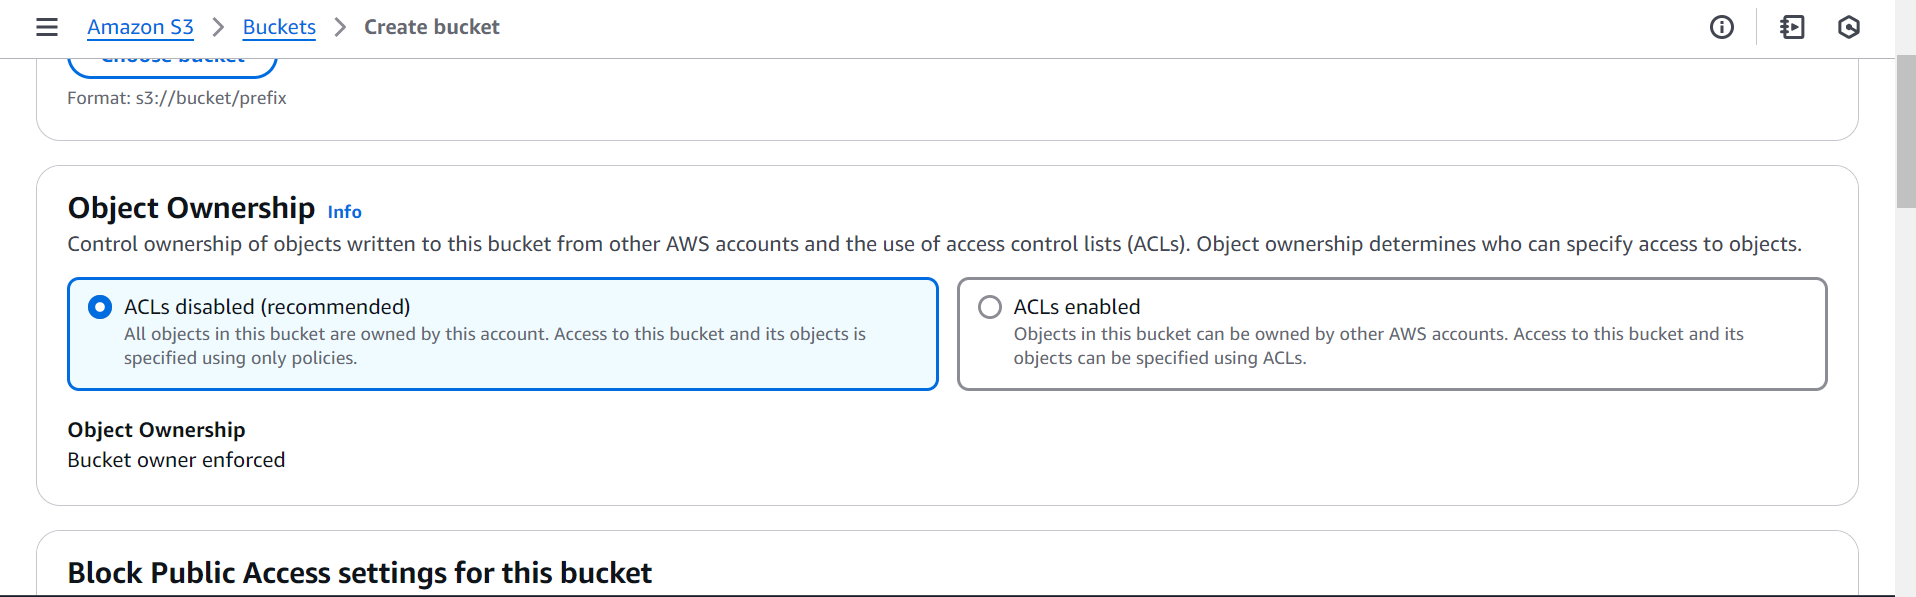 Amazon S3 > Buckets > Create bucket
Choose bucket
Format: s3://bucket/prefix
Object Ownership Info
Control ownership of objects written to this bucket from other AWS accounts and the use of access control lists (ACLs). Object ownership determines who can specify access to objects.
ACLs disabled (recommended)
All objects in this bucket are owned by this account. Access to this bucket and its objects is
specified using only policies.
ACLs enabled
Objects in this bucket can be owned by other AWS accounts. Access to this bucket and its
objects can be specified using ACLs.
Object Ownership
Bucket owner enforced
Block Public Access settings for this bucket